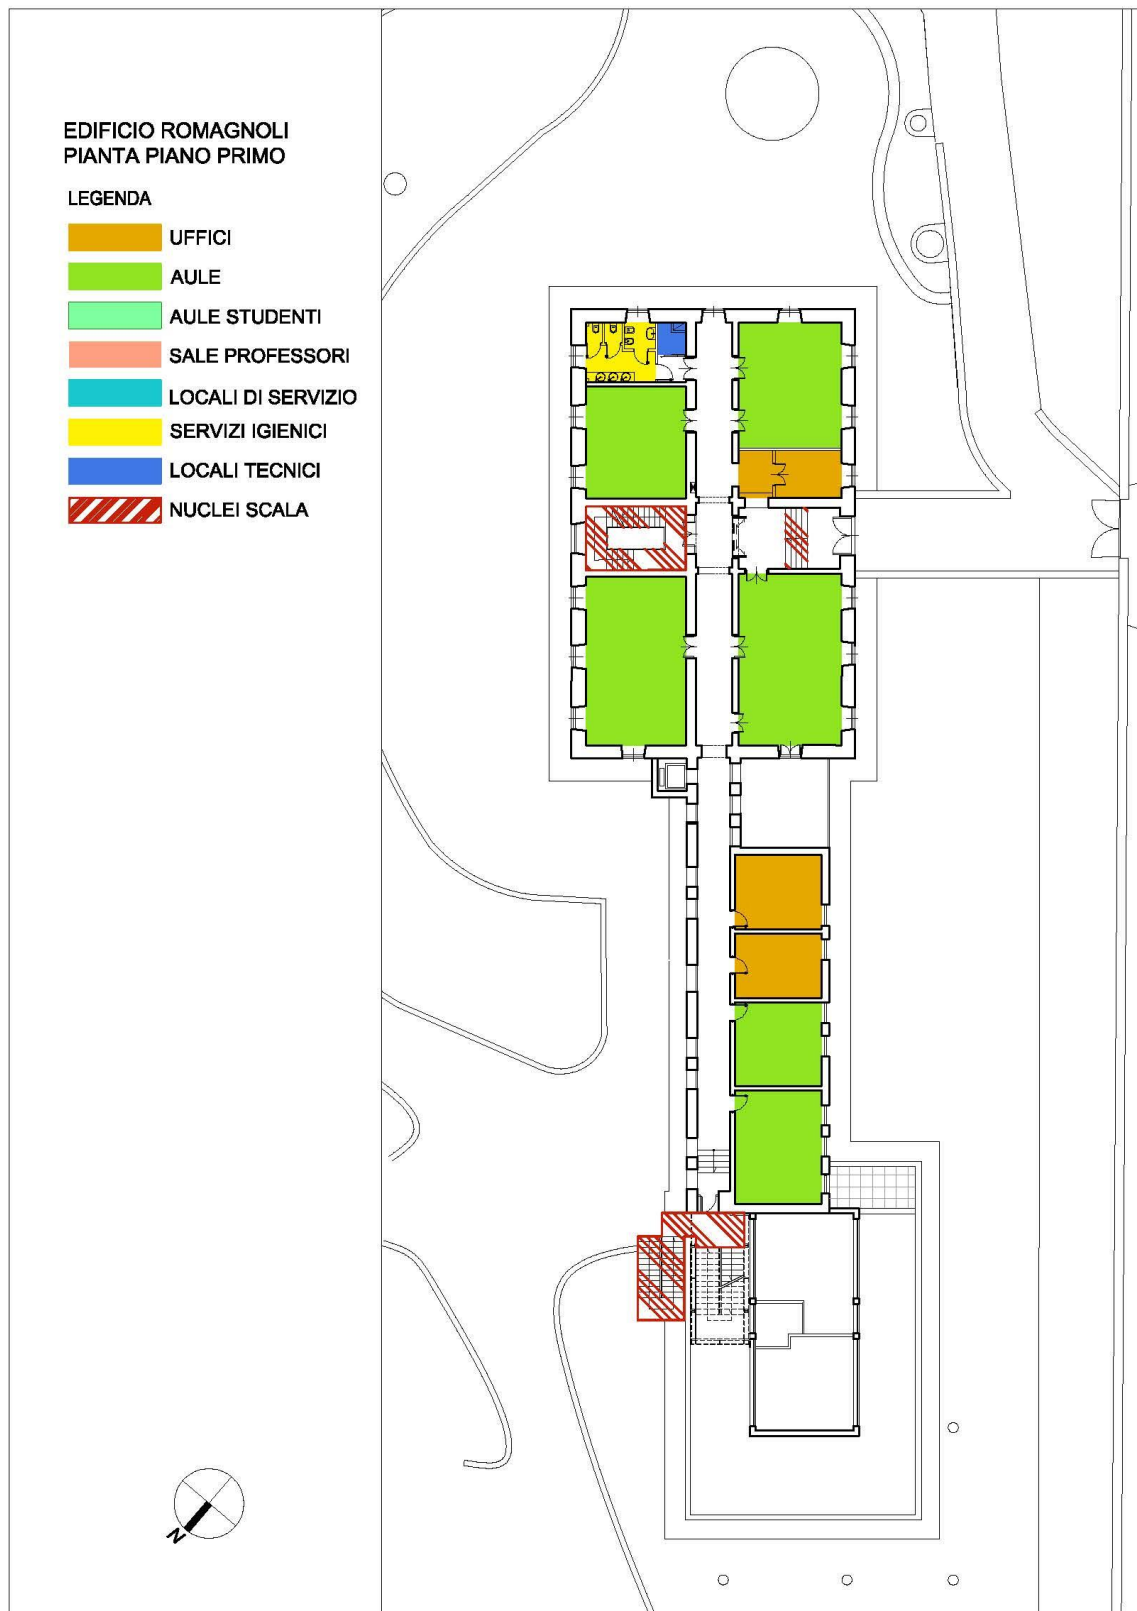 EDIFICIO ROMAGNOLI
PIANTA PIANO PRIMO
LEGENDA
UFFICI
AULE
AULE STUDENTI
SALE PROFESSORI
LOCALI DI SERVIZIO
SERVIZI IGIENICI
LOCALI TECNICI
NUCLEI SCALA
N